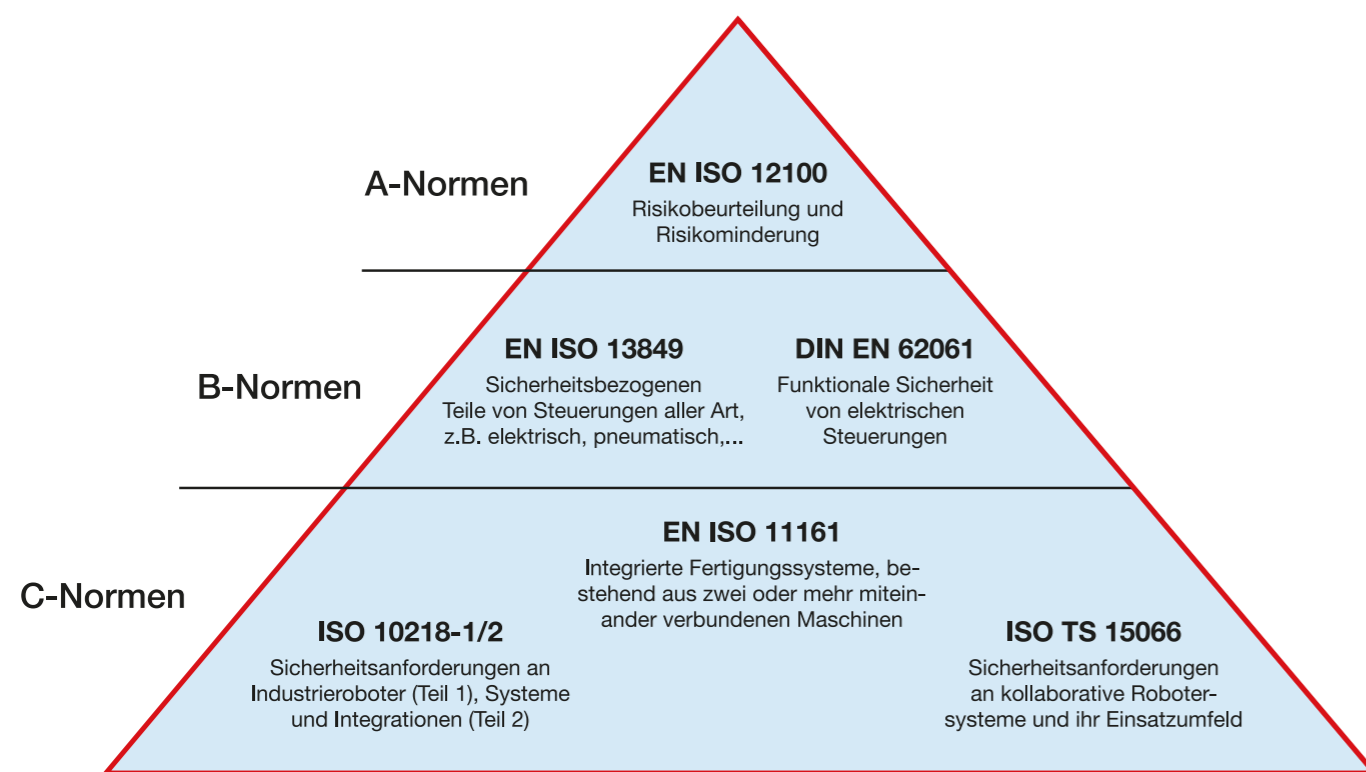 A-Normen
EN ISO 12100
Risikobeurteilung und
Risikominderung
B-Normen
EN ISO 13849
Sicherheitsbezogenen
Teile von Steuerungen aller Art,
z.B. elektrisch, pneumatisch,...
DIN EN 62061
Funktionale Sicherheit
von elektrischen
Steuerungen
C-Normen
EN ISO 11161
Integrierte Fertigungssysteme, be-
stehend aus zwei oder mehr mitein-
ander verbundenen Maschinen
ISO 10218-1/2
Sicherheitsanforderungen an
Industrieroboter (Teil 1), Systeme
und Integrationen (Teil 2)
ISO TS 15066
Sicherheitsanforderungen
an kollaborative Roboter-
systeme und ihr Einsatzumfeld